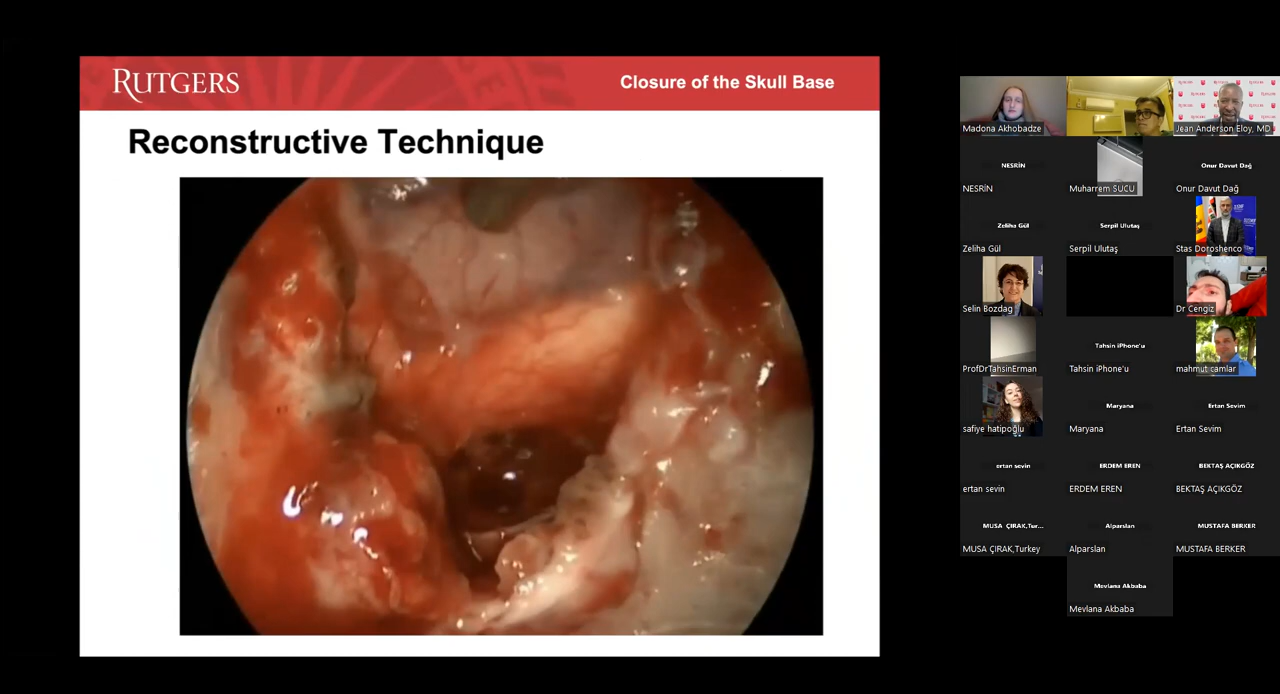 RUTGERS
Closure of the Skull Base
Reconstructive Technique
Madona Akhobadze
Jean Anderson Eloy, MD
NESRİN
NESRİN
Muharrem SUCU
Onur Davut Dağ
Onur Davut Dağ
Zeliha Gül
Zeliha Gül
Serpil Ulutaş
Serpil Ulutaş
Stas Doroshenco
Selin Bozdag
Dr Cengiz
ProfDrTahsinErman
Tahsin iPhone'u
Tahsin iPhone'u
mahmut camlar
safiye hatipoğlu
Maryana
Maryana
Ertan Sevim
Ertan Sevim
ertan sevin
ertan sevin
ERDEM EREN
ERDEM EREN
BEKTAŞ AÇIKGÖZ
BEKTAŞ AÇIKGÖZ
MUSA ÇIRAK,Tur...
MUSA ÇIRAK,Turkey
Alparslan
Alparslan
MUSTAFA BERKER
MUSTAFA BERKER
Mevlana Akbaba
Mevlana Akbaba